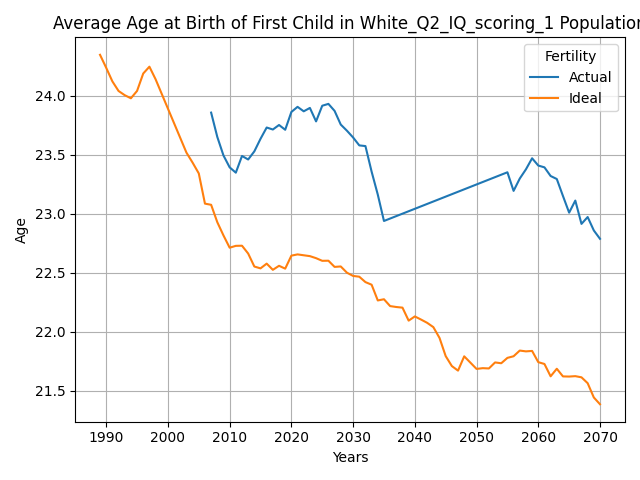 Average Age at Birth of First Child in White_Q2_IQ_scoring_1 Population
Fertility
Actual
Ideal
24.0
23.5
23.0
22.5
22.0
21.5
Age
1990 2000 2010 2020 2030 2040 2050 2060 2070
Years